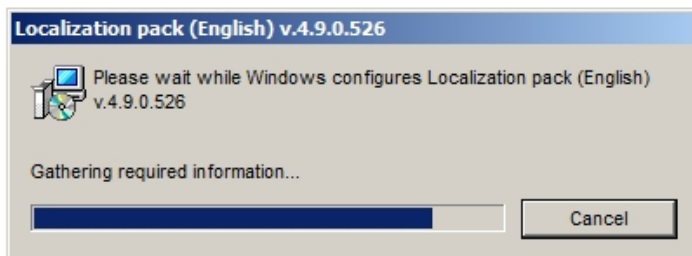 Localization pack (English) v.4.9.0.526
Please wait while Windows configures Localization pack (English)
v.4.9.0.526
Gathering required information...
Cancel